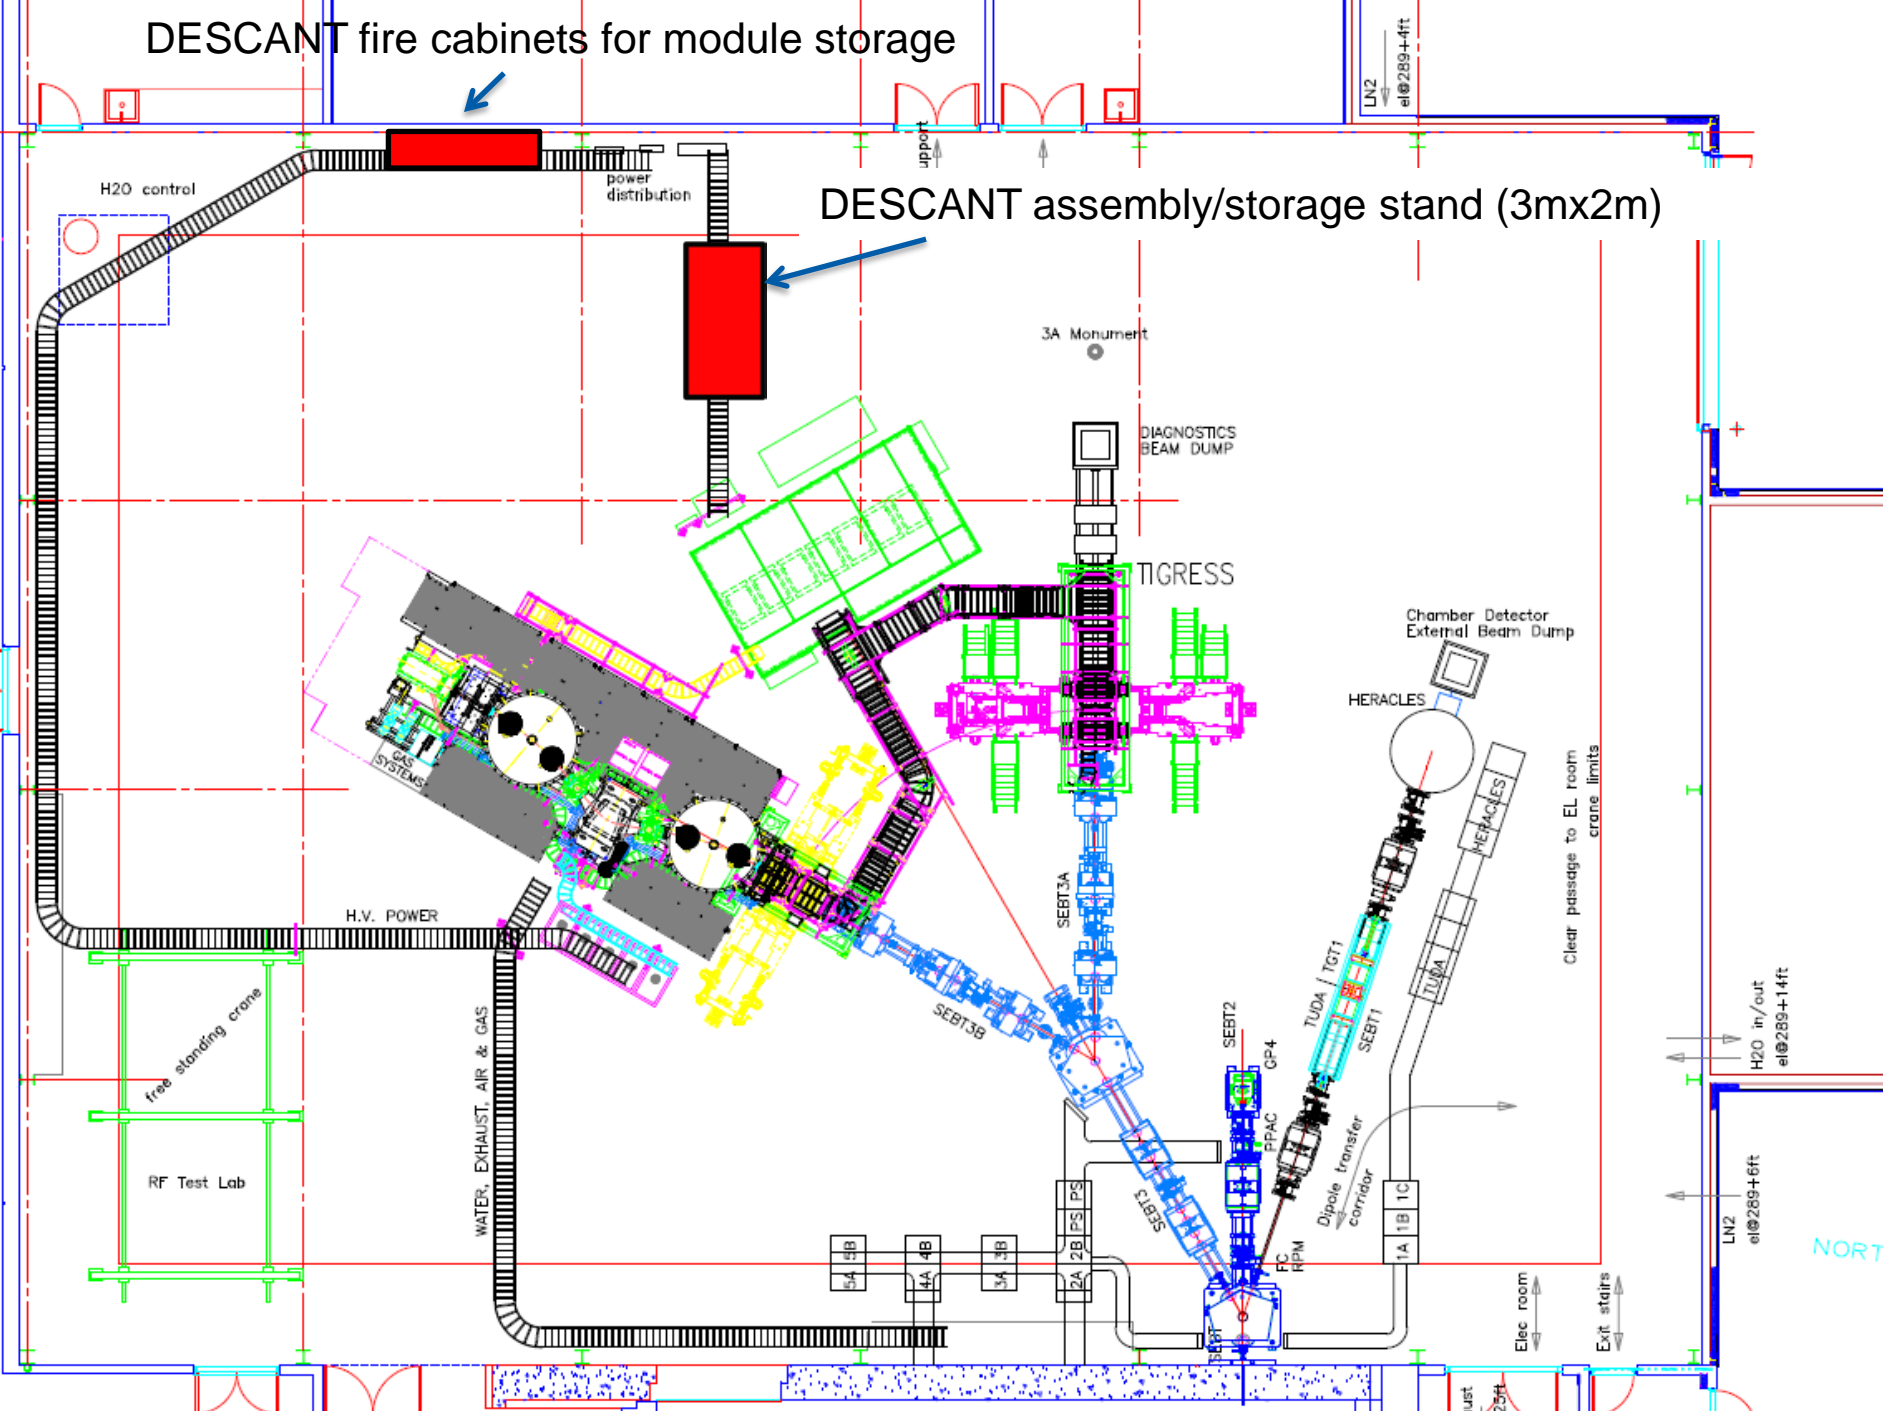 DESCANT fire cabinets for module storage
LN2
el@289+4ft
upport
H2O control
power
distribution
DESCANT assembly/storage stand (3mx2m)
3A Monument
DIAGNOSTICS
BEAM DUMP
TIGRESS
Chamber Detector
External Beam Dump
HERACLES
GAS
SYSTEMS
HERACLES
Clear passage to EL room
crane limits
H.V. POWER
SEBT3A
TUDA
TUDA | TGT1
SEBT1
free standing crane
WATER, EXHAUST, AIR & GAS
SEBT3B
SEBT2
GP4
PPAC
H2O in/out
el@289+14ft
RF Test Lab
SEBT3
Dipole transfer
corridor
PS
PS
2B
2A
1C
1B
1A
LN2
el@289+6ft
NORT
5B
5A
4B
4A
3B
3A
FC
RPM
SEBT
Elec room
Exit stairs
ust
25ft